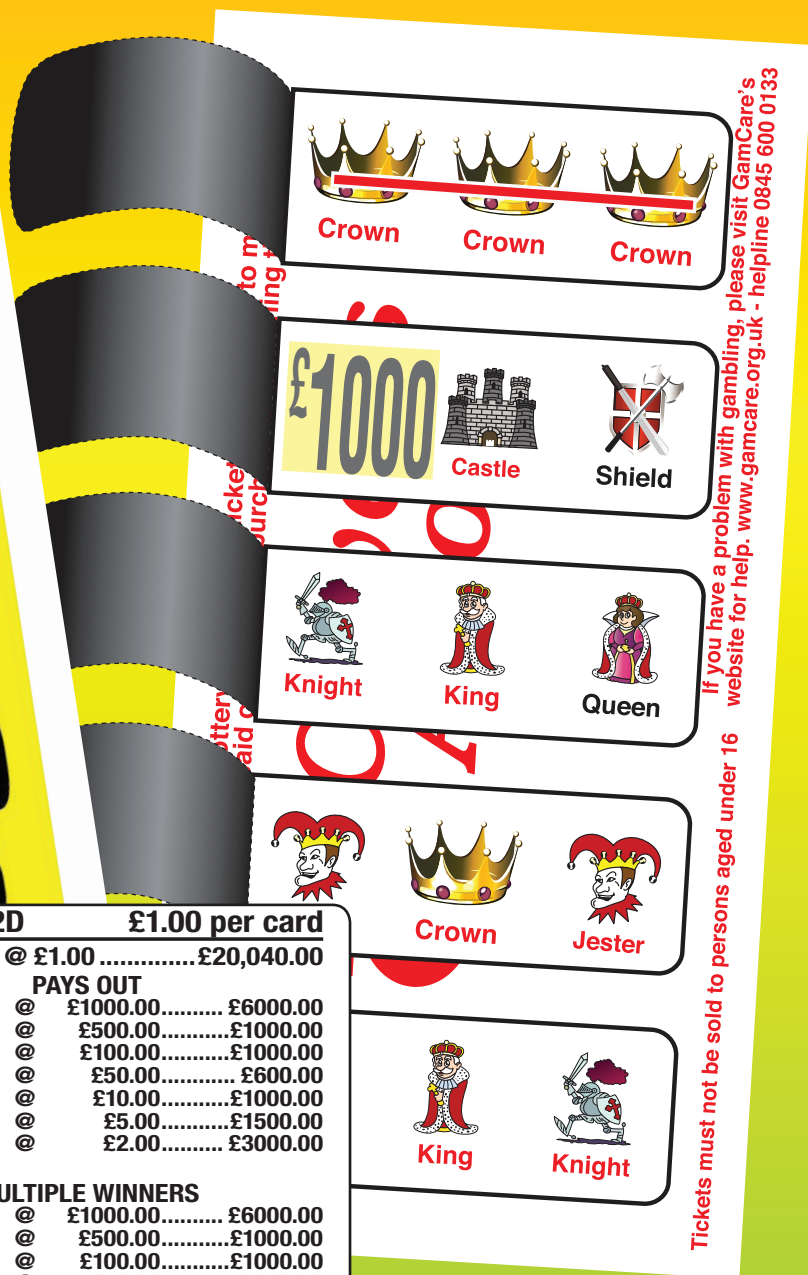 Crown Crown Crown
£1000 Castle Shield
Knight King Queen
Crown Jester
King Knight
If you have a problem with gambling, please visit GamCare's
website for help. www.gamcare.org.uk - helpline 0845 600 0133
Tickets must not be sold to persons aged under 16
to
£1.00 per card
@ £1.00 ..............£20,040.00
PAYS OUT
@ £1000.00.......... £6000.00
@ £500.00...........£1000.00
@ £100.00...........£1000.00
@ £50.00............ £600.00
@ £10.00...........£1000.00
@ £5.00...........£1500.00
@ £2.00.......... £3000.00
WINNERS
@ £1000.00.......... £6000.00
@ £500.00...........£1000.00
@ £100.00...........£1000.00